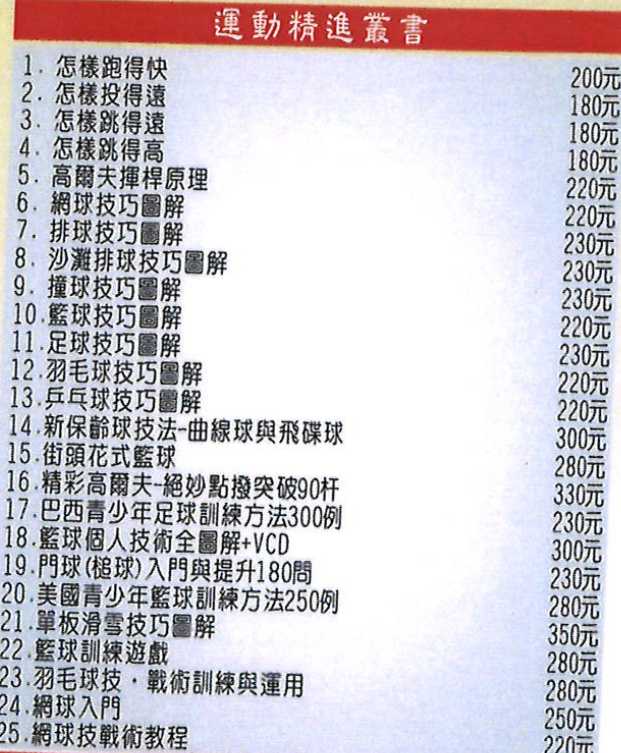 運動精進叢書
1. 怎樣跑得快 200元
2. 怎樣投得遠 180元
3. 怎樣跳得遠 180元
4. 怎樣跳得高 180元
5. 高爾夫揮桿原理 220元
6. 網球技巧圖解 220元
7. 排球技巧圖解 230元
8. 沙灘排球技巧圖解 230元
9. 撞球技巧圖解 230元
10.籃球技巧圖解 220元
11.足球技巧圖解 230元
12.羽毛球技巧圖解 220元
13.乒乓球技巧圖解 220元
14.新保齡球技法-曲線球與飛碟球 300元
15.街頭花式籃球 280元
16.精彩高爾夫-絕妙點撥突破90杆 330元
17.巴西青少年足球訓練方法300例 230元
18.籃球個人技術全圖解+VCD 300元
19.門球(槌球)入門與提升180問 230元
20.美國青少年籃球訓練方法250例 280元
21.單板滑雪技巧圖解 350元
22.籃球訓練遊戲 280元
23.羽毛球技・戰術訓練與運用 280元
24.網球入門 250元
25.網球技戰術教程 220元